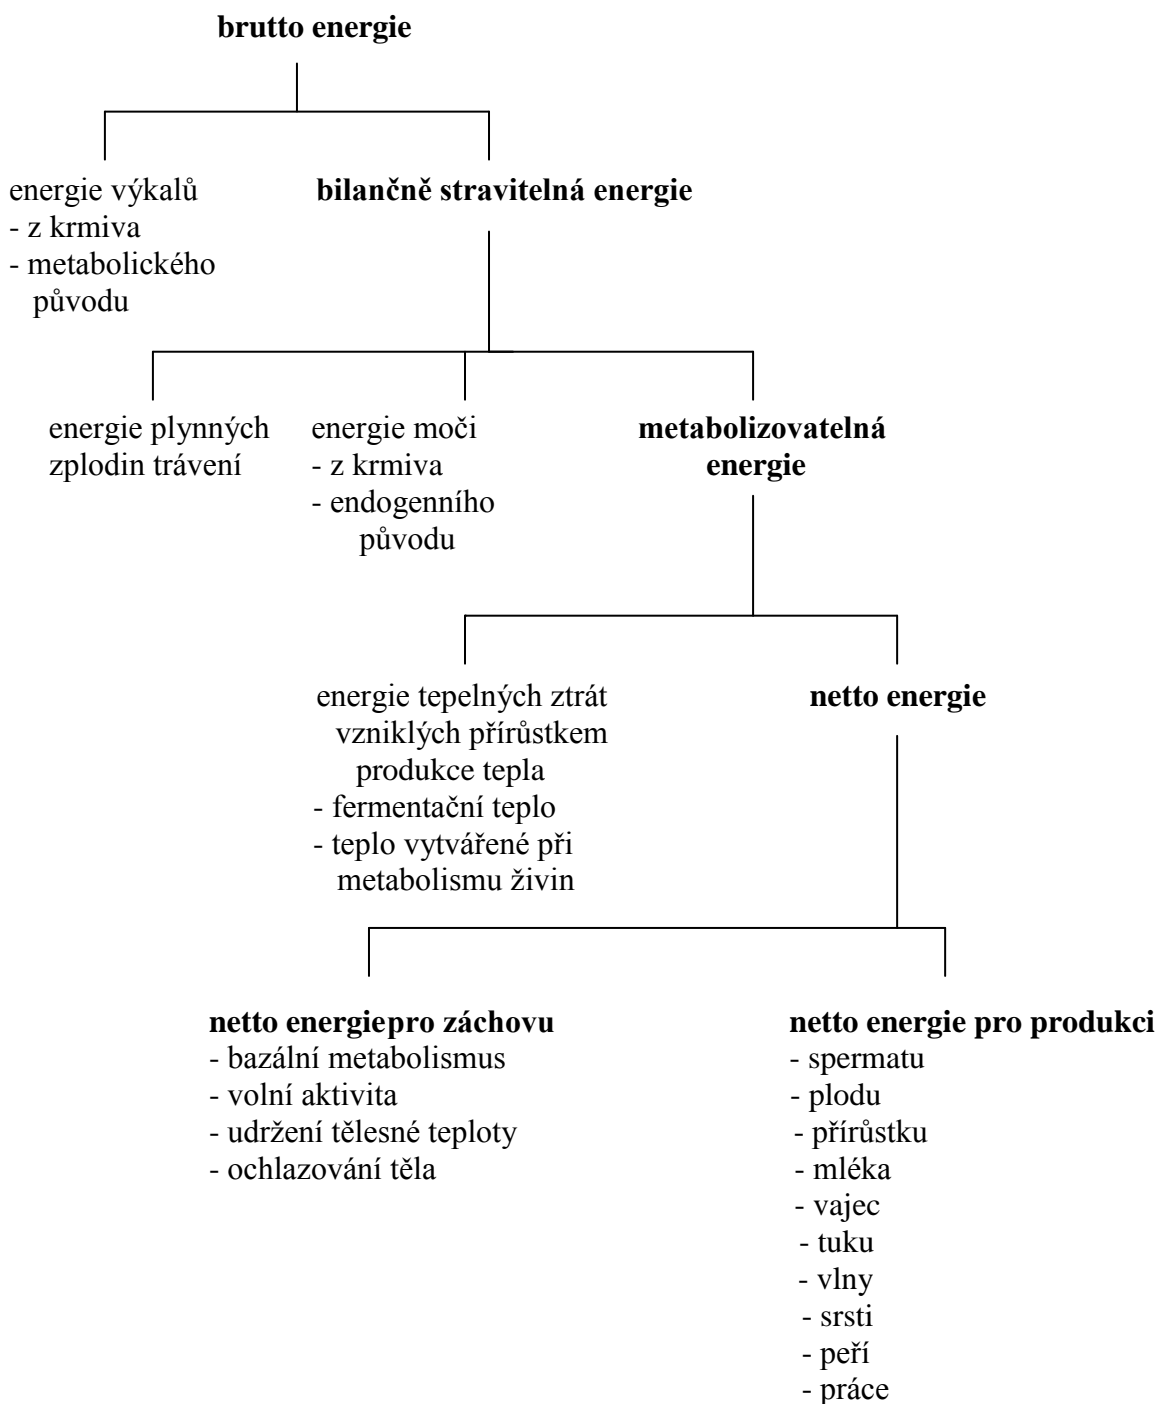 brutto energie
energie výkalů
- z krmiva
- metabolického
původu
bilančně stravitelná energie
energie plynných
zplodin trávení
energie moči
- z krmiva
- endogenního
původu
metabolizovatelná
energie
energie tepelných ztrát
vzniklých přírůstkem
produkce tepla
- fermentační teplo
- teplo vytvářené při
metabolismu živin
netto energie
netto energie pro záchovu
- bazální metabolismus
- volní aktivita
- udržení tělesné teploty
- ochlazování těla
netto energie pro produkci
- spermatu
- plodu
- přírůstku
- mléka
- vajec
- tuku
- vlny
- srsti
- peří
- práce